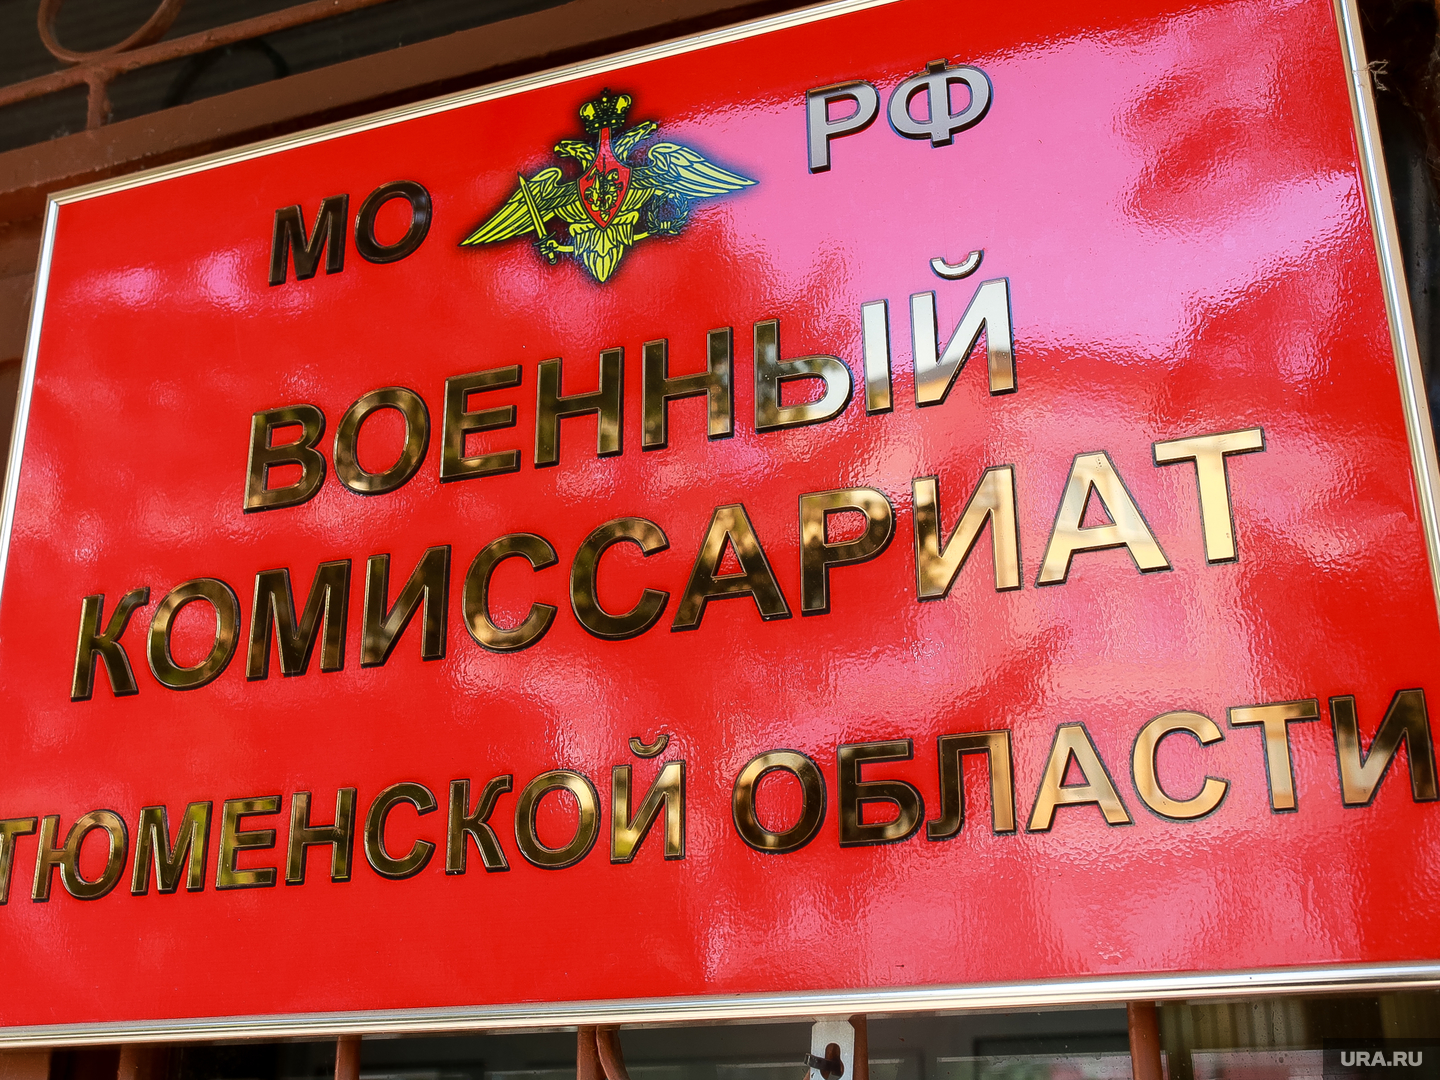 МО РФ
ВОЕННЫЙ
КОМИССАРИАТ
ТЮМЕНСКОЙ ОБЛАСТИ
URA.RU